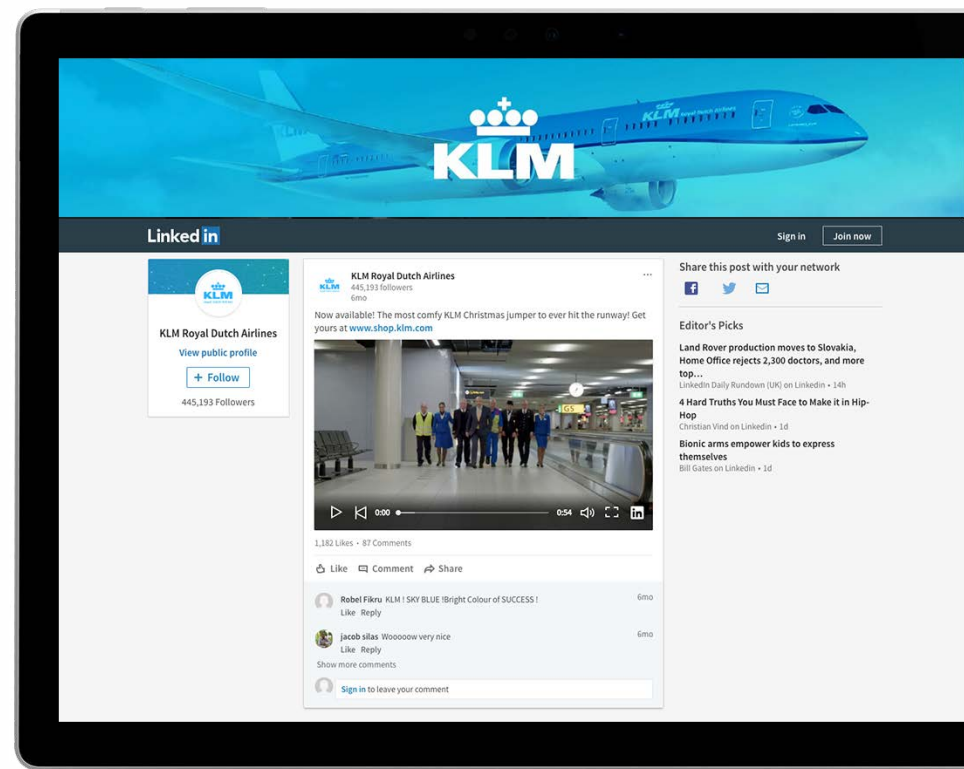 KLM Royal Dutch Airlines
KLM
Linked in
Sign in
Join now
KLM
KLM Royal Dutch Airlines
View public profile
+ Follow
445,193 Followers
KLM
KLM Royal Dutch Airlines
445,193 followers
6mo
Now available! The most comfy KLM Christmas jumper to ever hit the runway! Get
yours at www.shop.klm.com
G5
0:00
0:54
in
1,182 Likes • 87 Comments
Like
Comment
Share
Robel Fikru KLM ! SKY BLUE !Bright Colour of SUCCESS !
6mo
Like Reply
jacob silas Wooooow very nice
6mo
Like Reply
Show more comments
Sign in to leave your comment
Share this post with your network
Editor's Picks
Land Rover production moves to Slovakia,
Home Office rejects 2,300 doctors, and more
top...
LinkedIn Daily Rundown (UK) on Linkedin • 14h
4 Hard Truths You Must Face to Make it in Hip-
Hop
Christian Vind on Linkedin • 1d
Bionic arms empower kids to express
themselves
Bill Gates on Linkedin • 1d